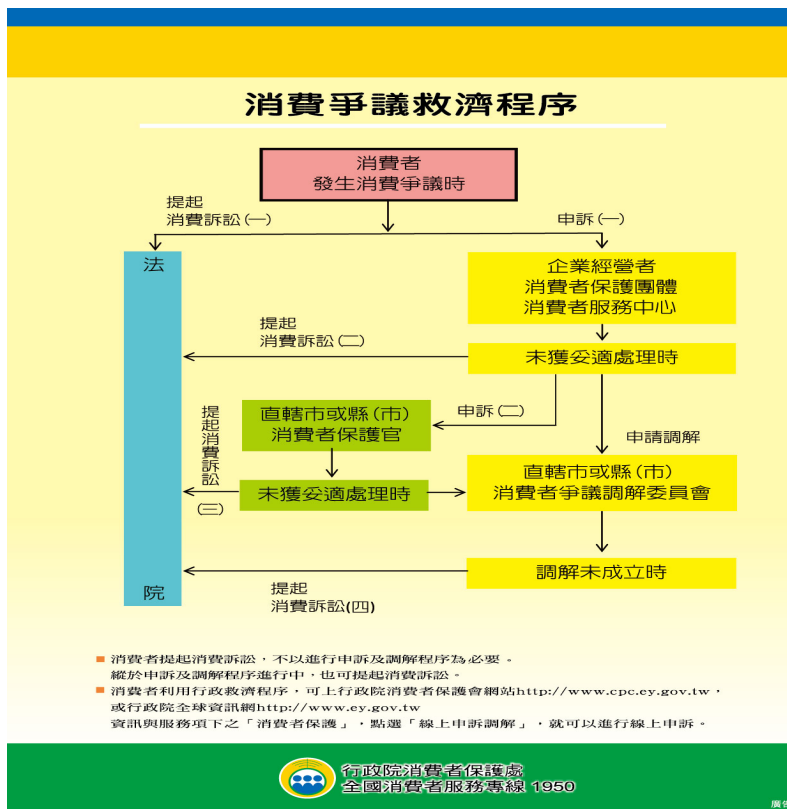 消費爭議救濟程序
消費者
發生消費爭議時
提起
消費訴訟(一)
申訴(一)
法
企業經營者
消費者保護團體
消費者服務中心
提起
消費訴訟(二)
未獲妥適處理時
直轄市或縣(市)
消費者保護官
申訴(二)
申請調解
提起消費訴訟
(三)
未獲妥適處理時
直轄市或縣(市)
消費者爭議調解委員會
院
提起
消費訴訟(四)
調解未成立時
消費者提起消費訴訟，不以進行申訴及調解程序為必要。
縱於申訴及調解程序進行中，也可提起消費訴訟。
消費者利用行政救濟程序，可上行政院消費者保護會網站http://www.cpc.ey.gov.tw，
或行政院全球資訊網http://www.ey.gov.tw
資訊與服務項下之「消費者保護」，點選「線上申訴調解」，就可以進行線上申訴。
行政院消費者保護處
全國消費者服務專線 1950
廣告